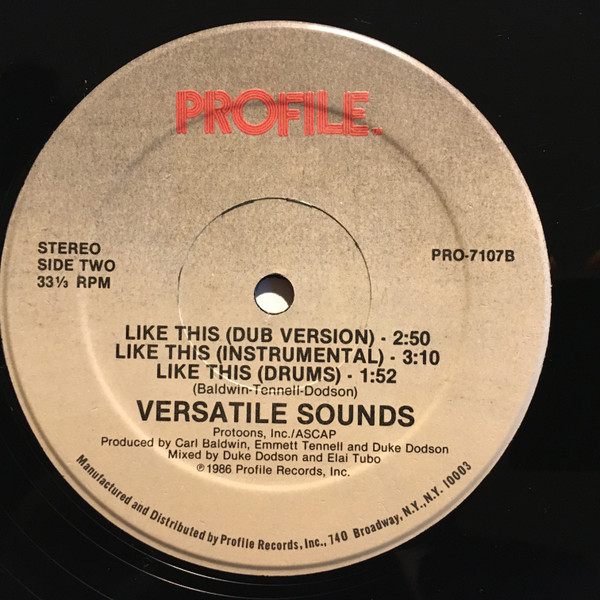 PROFILE™
STEREO
SIDE TWO
33⅓ RPM
PRO-7107B
LIKE THIS (DUB VERSION) - 2:50
LIKE THIS (INSTRUMENTAL) - 3:10
LIKE THIS (DRUMS) - 1:52
(Baldwin-Tennell-Dodson)
VERSATILE SOUNDS
Protoons, Inc./ASCAP
Produced by Carl Baldwin, Emmett Tennell and Duke Dodson
Mixed by Duke Dodson and Elai Tubo
℗1986 Profile Records, Inc.
Manufactured and Distributed by Profile Records, Inc., 740 Broadway, N.Y., N.Y. 10003